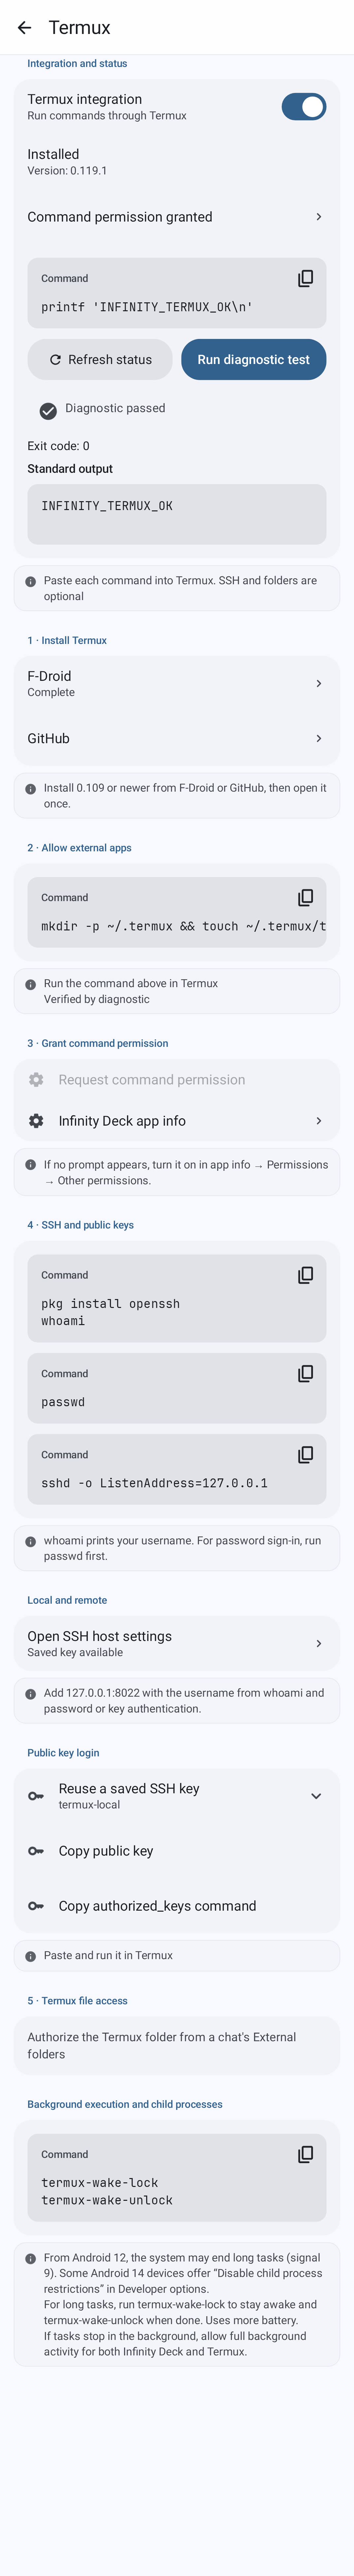 Termux
Integration and status
Termux integration
Run commands through Termux
Installed
Version: 0.119.1
Command permission granted
Command
printf 'INFINITY_TERMUX_OK\n'
Refresh status
Run diagnostic test
Diagnostic passed
Exit code: 0
Standard output
INFINITY_TERMUX_OK
Paste each command into Termux. SSH and folders are
optional
1 · Install Termux
F-Droid
Complete
GitHub
Install 0.109 or newer from F-Droid or GitHub, then open it
once.
2 · Allow external apps
Command
mkdir -p ~/.termux && touch ~/.termux/t
Run the command above in Termux
Verified by diagnostic
3 · Grant command permission
Request command permission
Infinity Deck app info
If no prompt appears, turn it on in app info → Permissions
→ Other permissions.
4 · SSH and public keys
Command
pkg install openssh
whoami
Command
passwd
Command
sshd -o ListenAddress=127.0.0.1
whoami prints your username. For password sign-in, run
passwd first.
Local and remote
Open SSH host settings
Saved key available
Add 127.0.0.1:8022 with the username from whoami and
password or key authentication.
Public key login
Reuse a saved SSH key
termux-local
Copy public key
Copy authorized_keys command
Paste and run it in Termux
5 · Termux file access
Authorize the Termux folder from a chat's External
folders
Background execution and child processes
Command
termux-wake-lock
termux-wake-unlock
From Android 12, the system may end long tasks (signal
9). Some Android 14 devices offer “Disable child process
restrictions” in Developer options.
For long tasks, run termux-wake-lock to stay awake and
termux-wake-unlock when done. Uses more battery.
If tasks stop in the background, allow full background
activity for both Infinity Deck and Termux.